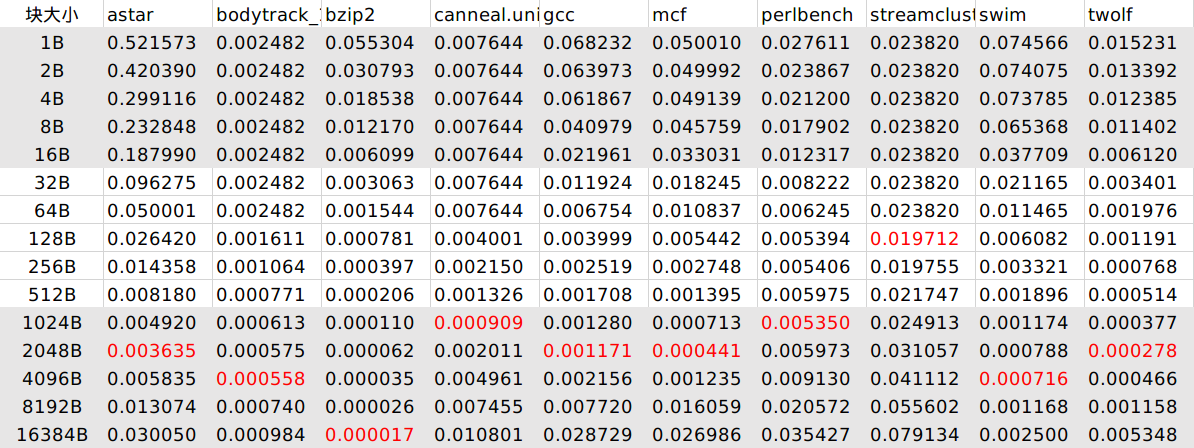 块大小 astar bodytrack_ bzip2 canneal.uni gcc mcf perlbench streamclust swim twolf
1B 0.521573 0.002482 0.055304 0.007644 0.068232 0.050010 0.027611 0.023820 0.074566 0.015231
2B 0.420390 0.002482 0.030793 0.007644 0.063973 0.049992 0.023867 0.023820 0.074075 0.013392
4B 0.299116 0.002482 0.018538 0.007644 0.061867 0.049139 0.021200 0.023820 0.073785 0.012385
8B 0.232848 0.002482 0.012170 0.007644 0.040979 0.045759 0.017902 0.023820 0.065368 0.011402
16B 0.187990 0.002482 0.006099 0.007644 0.021961 0.033031 0.012317 0.023820 0.037709 0.006120
32B 0.096275 0.002482 0.003063 0.007644 0.011924 0.018245 0.008222 0.023820 0.021165 0.003401
64B 0.050001 0.002482 0.001544 0.007644 0.006754 0.010837 0.006245 0.023820 0.011465 0.001976
128B 0.026420 0.001611 0.000781 0.004001 0.003999 0.005442 0.005394 0.019712 0.006082 0.001191
256B 0.014358 0.001064 0.000397 0.002150 0.002519 0.002748 0.005406 0.019755 0.003321 0.000768
512B 0.008180 0.000771 0.000206 0.001326 0.001708 0.001395 0.005975 0.021747 0.001896 0.000514
1024B 0.004920 0.000613 0.000110 0.000909 0.001280 0.000713 0.005350 0.024913 0.001174 0.000377
2048B 0.003635 0.000575 0.000062 0.002011 0.001171 0.000441 0.005973 0.031057 0.000788 0.000278
4096B 0.005835 0.000558 0.000035 0.004961 0.002156 0.001235 0.009130 0.041112 0.000716 0.000466
8192B 0.013074 0.000740 0.000026 0.007455 0.007720 0.016059 0.020572 0.055602 0.001168 0.001158
16384B 0.030050 0.000984 0.000017 0.010801 0.028729 0.026986 0.035427 0.079134 0.002500 0.005348